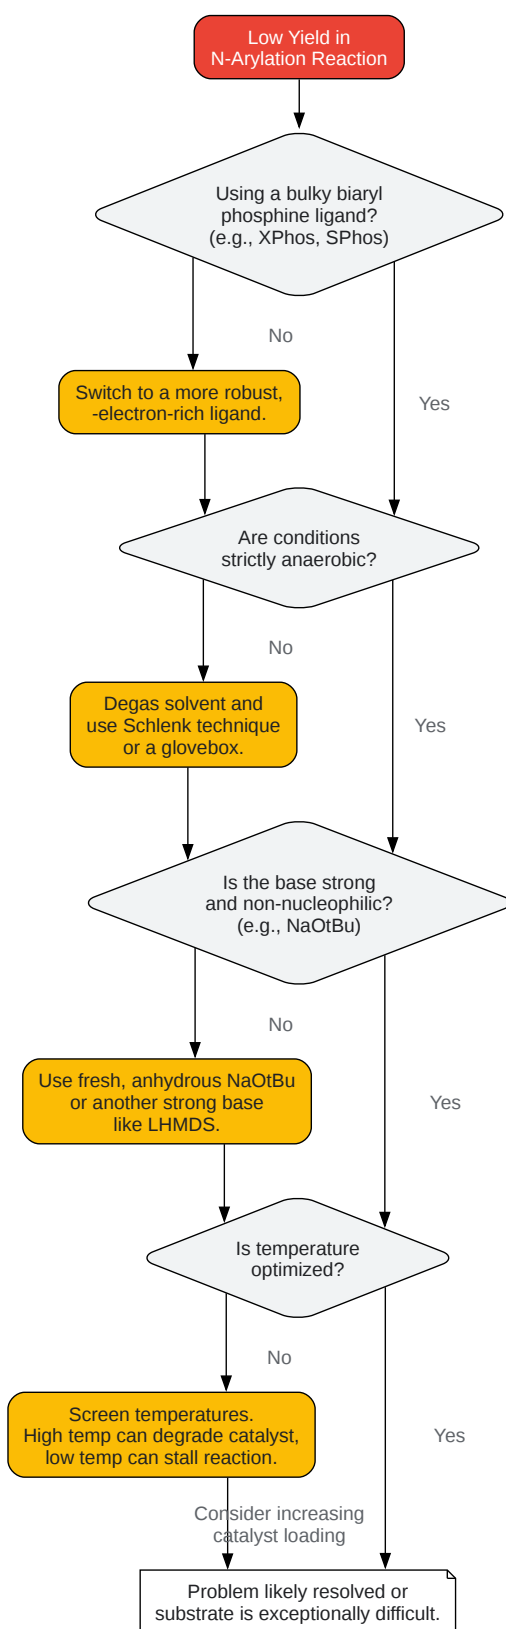 Low Yield in
N-Arylation Reaction
Using a bulky biaryl
phosphine ligand?
(e.g., XPhos, SPhos)
No
Switch to a more robust,
-electron-rich ligand.
Yes
Are conditions
strictly anaerobic?
No
Degas solvent and
use Schlenk technique
or a glovebox.
Yes
Is the base strong
and non-nucleophilic?
(e.g., NaOtBu)
No
Use fresh, anhydrous NaOtBu
or another strong base
like LHMDS.
Yes
Is temperature
optimized?
No
Screen temperatures.
High temp can degrade catalyst,
low temp can stall reaction.
Yes
Consider increasing
catalyst loading
Problem likely resolved or
substrate is exceptionally difficult.